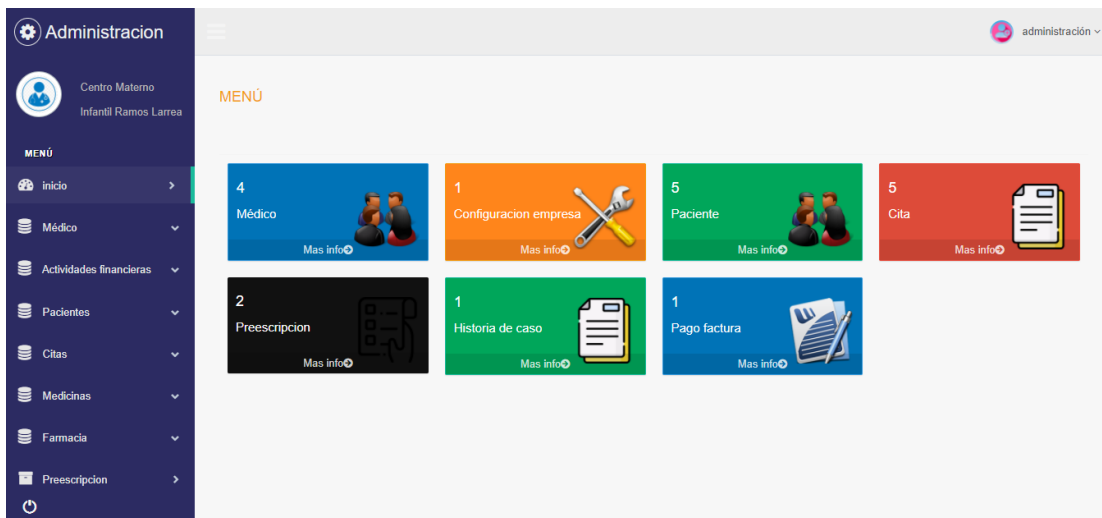 Administracion
administración
Centro Materno
Infantil Ramos Larrea
MENÚ
inicio
Médico
Actividades financieras
Pacientes
Citas
Medicinas
Farmacia
Preescripcion
MENÚ
4
Médico
Mas info
1
Configuracion empresa
Mas info
5
Paciente
Mas info
5
Cita
Mas info
2
Preescripcion
Mas info
1
Historia de caso
Mas info
1
Pago factura
Mas info